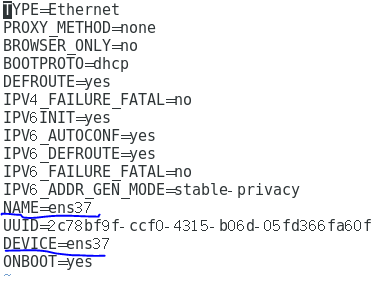 TYPE=Ethernet
PROXY_METHOD=none
BROWSER_ONLY=no
BOOTPROTO=dhcp
DEFROUTE=yes
IPV4_FAILURE_FATAL=no
IPV6INIT=yes
IPV6_AUTOCONF=yes
IPV6_DEFROUTE=yes
IPV6_FAILURE_FATAL=no
IPV6_ADDR_GEN_MODE=stable-privacy
NAME=ens37
UUID=2c78bf9f-ccf0-4315-b06d-05fd366fa60f
DEVICE=ens37
ONBOOT=yes
~